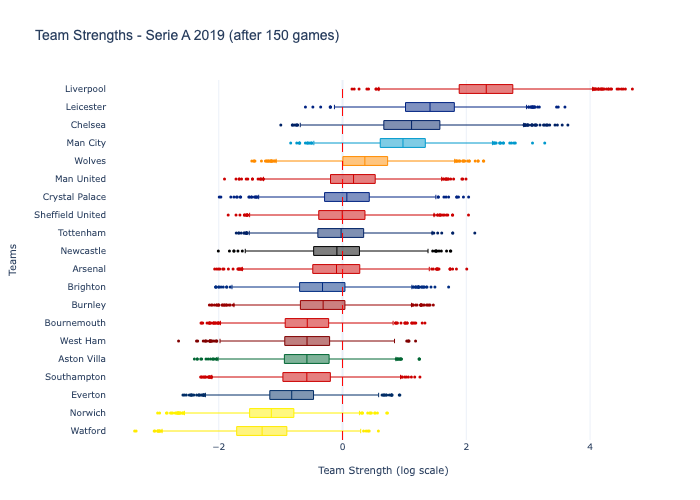 Team Strengths - Serie A 2019 (after 150 games)
Liverpool
Leicester
Chelsea
Man City
Wolves
Man United
Crystal Palace
Sheffield United
Tottenham
Newcastle
Arsenal
Brighton
Burnley
Bournemouth
West Ham
Aston Villa
Southampton
Everton
Norwich
Watford
Teams
−2 0 2 4
Team Strength (log scale)